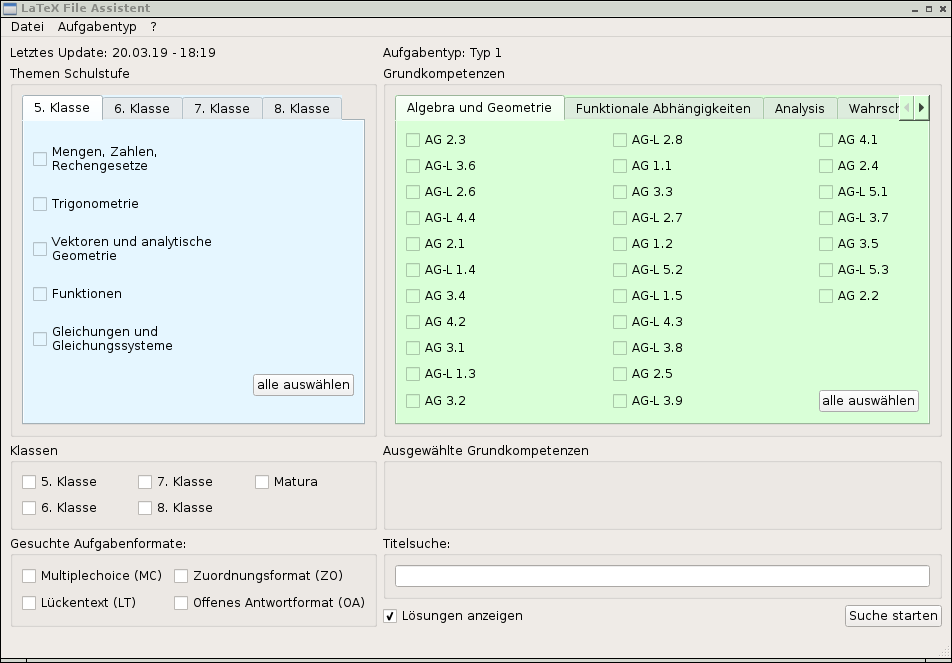 LaTeX File Assistent
Datei Aufgabentyp ?
Letztes Update: 20.03.19 - 18:19
Aufgabentyp: Typ 1
Themen Schulstufe
Grundkompetenzen
5. Klasse 6. Klasse 7. Klasse 8. Klasse
Mengen, Zahlen,
Rechengesetze
Trigonometrie
Vektoren und analytische
Geometrie
Funktionen
Gleichungen und
Gleichungssysteme
alle auswählen
Algebra und Geometrie Funktionale Abhängigkeiten Analysis Wahrsch
AG 2.3 AG-L 2.8 AG 4.1
AG-L 3.6 AG 1.1 AG 2.4
AG-L 2.6 AG 3.3 AG-L 5.1
AG-L 4.4 AG-L 2.7 AG-L 3.7
AG 2.1 AG 1.2 AG 3.5
AG-L 1.4 AG-L 5.2 AG-L 5.3
AG 3.4 AG-L 1.5 AG 2.2
AG 4.2 AG-L 4.3
AG 3.1 AG-L 3.8
AG-L 1.3 AG 2.5
AG 3.2 AG-L 3.9 alle auswählen
Klassen
5. Klasse 7. Klasse Matura
6. Klasse 8. Klasse
Ausgewählte Grundkompetenzen
Gesuchte Aufgabenformate:
Multiplechoice (MC) Zuordnungsformat (ZO)
Lückentext (LT) Offenes Antwortformat (OA)
Titelsuche:
Lösungen anzeigen Suche starten